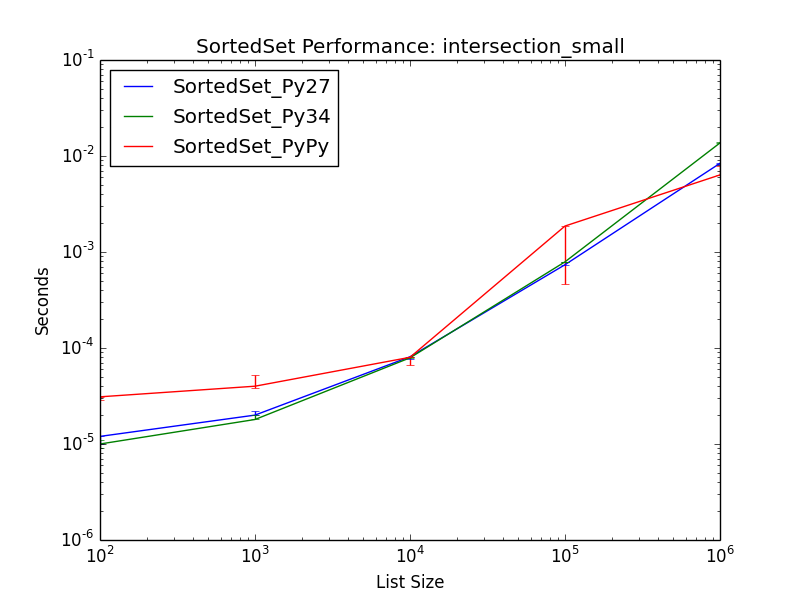 SortedSet Performance: intersection_small
SortedSet_Py27
SortedSet_Py34
SortedSet_PyPy
Seconds
10^-1
10^-2
10^-3
10^-4
10^-5
10^-6
10^2 10^3 10^4 10^5 10^6
List Size